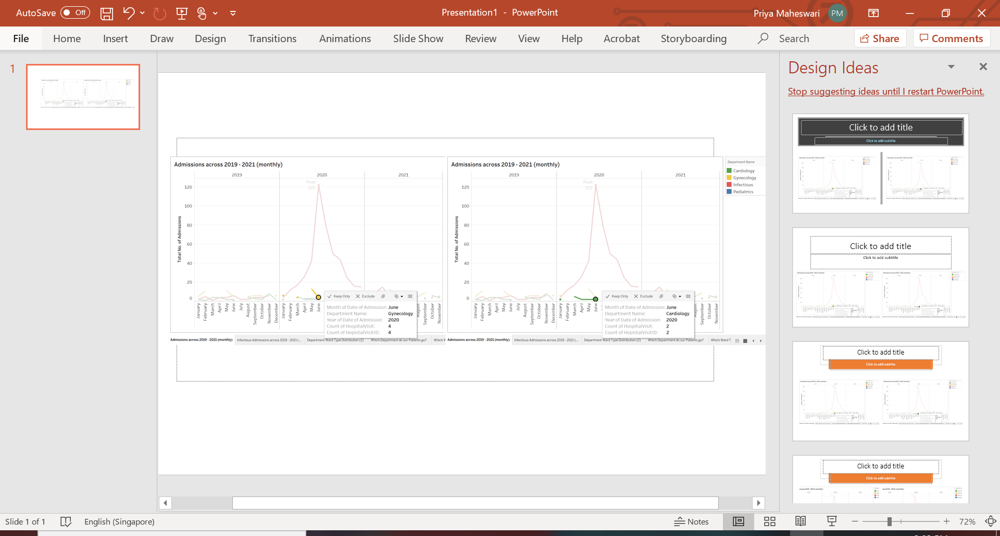 AutoSave Off
Presentation1 - PowerPoint
Priya Maheswari PM
File Home Insert Draw Design Transitions Animations Slide Show Review View Help Acrobat Storyboarding Search Share Comments
1
Admissions across 2019 - 2021 (monthly)
2019 2020 2021
Peak:
122
120
100
80
60
40
20
0
Total No. of Admissions
January February March April May June July August September October November December January February March April May June
September October November
Keep Only Exclude
Month of Date of Admission: June
Department Name: Gynecology
Year of Date of Admission: 2020
Count of HospitalVisit: 4
Count of HopistalVisitID: 4
Admissions across 2019 - 2021 (monthly) Infectious Admissions across 2019 - 2021 (... Department Ward Type Distribution (2) Which Department do our Patients go? Which W
Admissions across 2019 - 2021 (monthly)
2019 2020 2021
Peak:
122
120
100
80
60
40
20
0
Total No. of Admissions
January February March April May June July August September October November December January February March April May June
September October November
Keep Only Exclude
Month of Date of Admission: June
Department Name: Cardiology
Year of Date of Admission: 2020
Count of HospitalVisit: 2
Count of HopistalVisitID: 2
Admissions across 2019 - 2021 (monthly) Infectious Admissions across 2019 - 2021 (... Department Ward Type Distribution (2) Which Department do our Patients go? Which Ward T
Department Name
Cardiology
Gynecology
Infectious
Pediatrics
Design Ideas
Stop suggesting ideas until I restart PowerPoint.
Click to add title
Click to add subtitle
Click to add title
Click to add subtitle
Click to add title
Click to add subtitle
Click to add title
Click to add subtitle
Slide 1 of 1 English (Singapore) Notes 72%